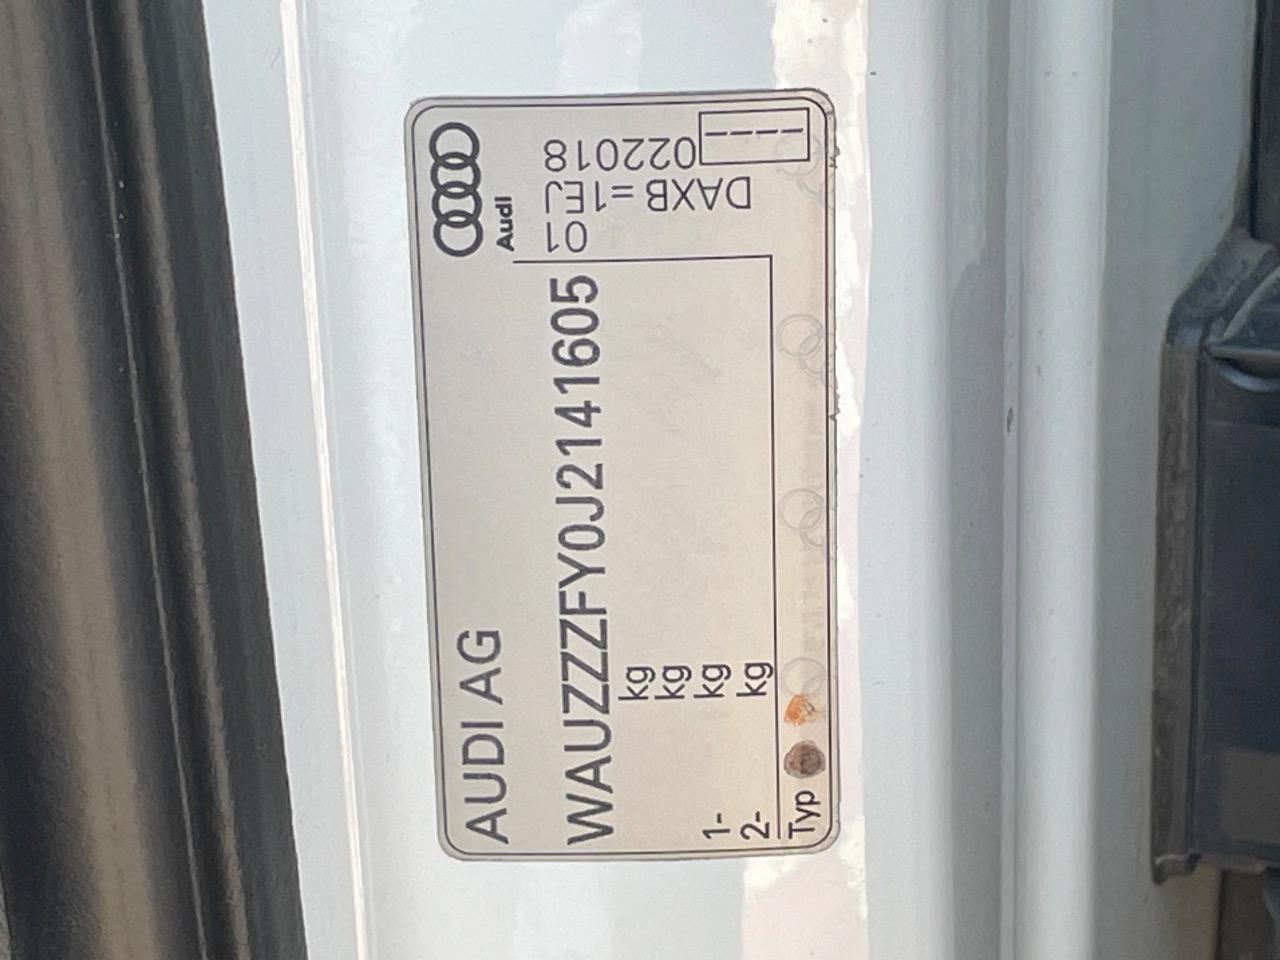 AUDI AG
Audi
WAUZZZFY0J2141605
kg
kg
1- kg
2- kg
Typ
01
DAXB =1EJ
022018